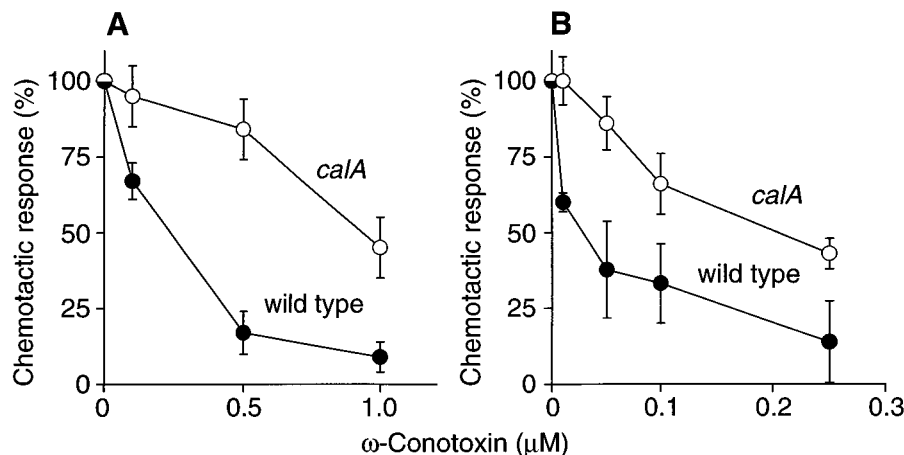 A
Chemotactic response (%)
100
75
50
25
0
calA
wild type
0
0.5
1.0
B
Chemotactic response (%)
100
75
50
25
0
calA
wild type
0
0.1
0.2
0.3
ω-Conotoxin (μM)